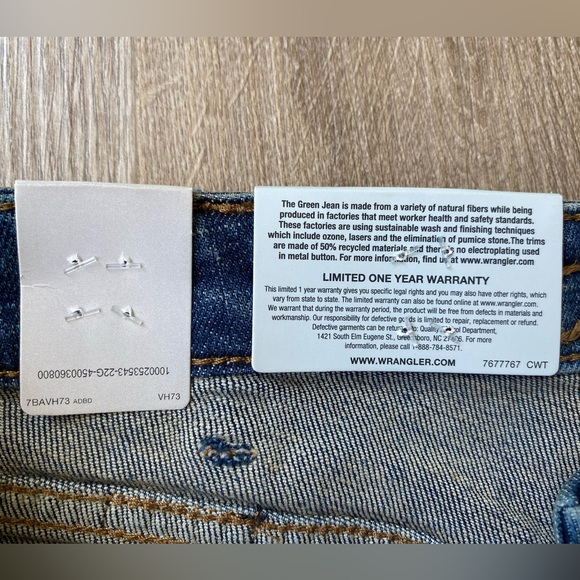 1000253543-22G-4500360800
7BAVH73 ADBD
VH73
The Green Jean is made from a variety of natural fibers while being
produced in factories that meet worker health and safety standards.
These factories are using sustainable wash and finishing techniques
which include ozone, lasers and the elimination of pumice stone.The trims
are made of 50% recycled materials and there is no electroplating used
in metal button. For more information, find us at www.wrangler.com
LIMITED ONE YEAR WARRANTY
This limited 1 year warranty gives you specific legal rights and you may also have other rights, which
vary from state to state. The limited warranty can also be found online at www.wrangler.com.
We warrant that during the warranty period, the product will be free from defects in materials and
workmanship. Our responsibility for defective goods is limited to repair, replacement or refund.
Defective garments can be returned to: Quality Control Department,
1421 South Elm Eugene St., Greensboro, NC 27406. For more
information, please call 1-888-784-8571.
WWW.WRANGLER.COM
7677767 CWT